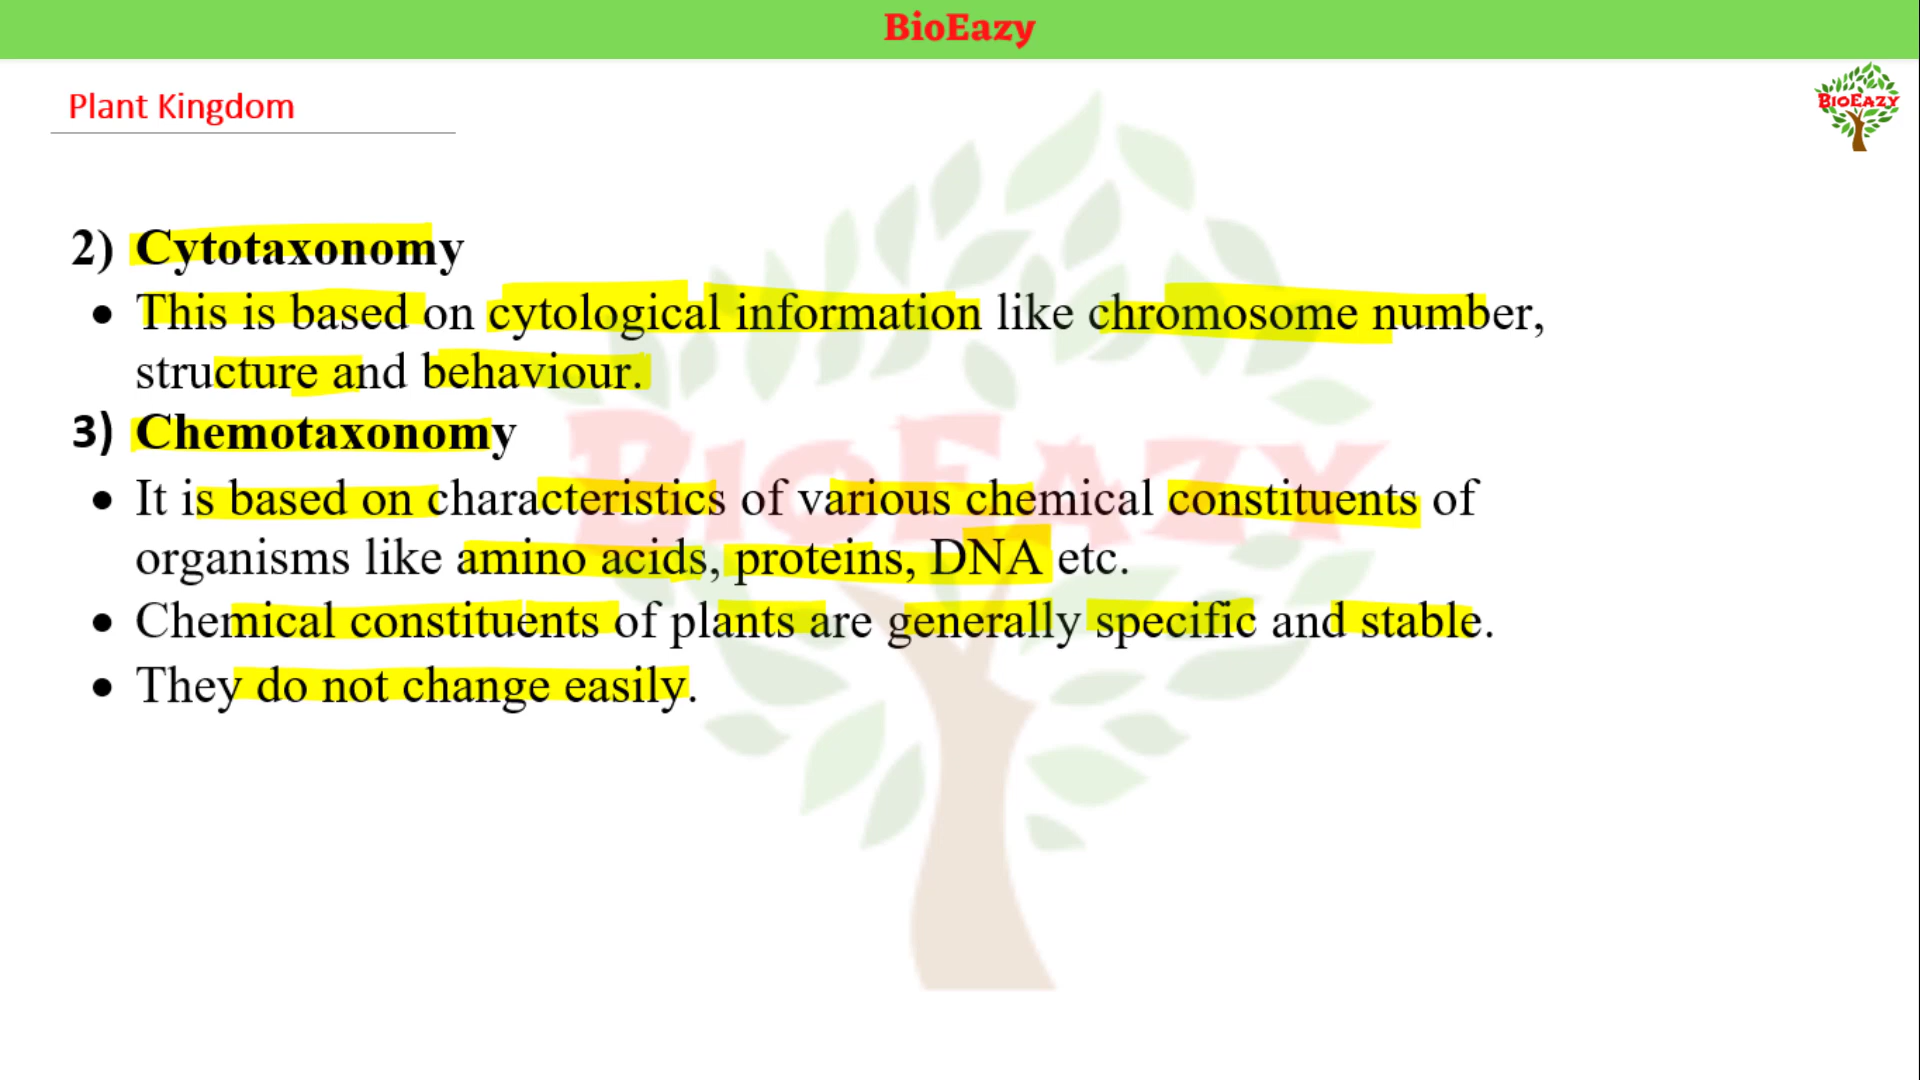 BioEazy
Plant Kingdom
BIOEAZY
2) Cytotaxonomy
• This is based on cytological information like chromosome number,
structure and behaviour.
3) Chemotaxonomy
• It is based on characteristics of various chemical constituents of
organisms like amino acids, proteins, DNA etc.
• Chemical constituents of plants are generally specific and stable.
• They do not change easily.
BIOEAZY